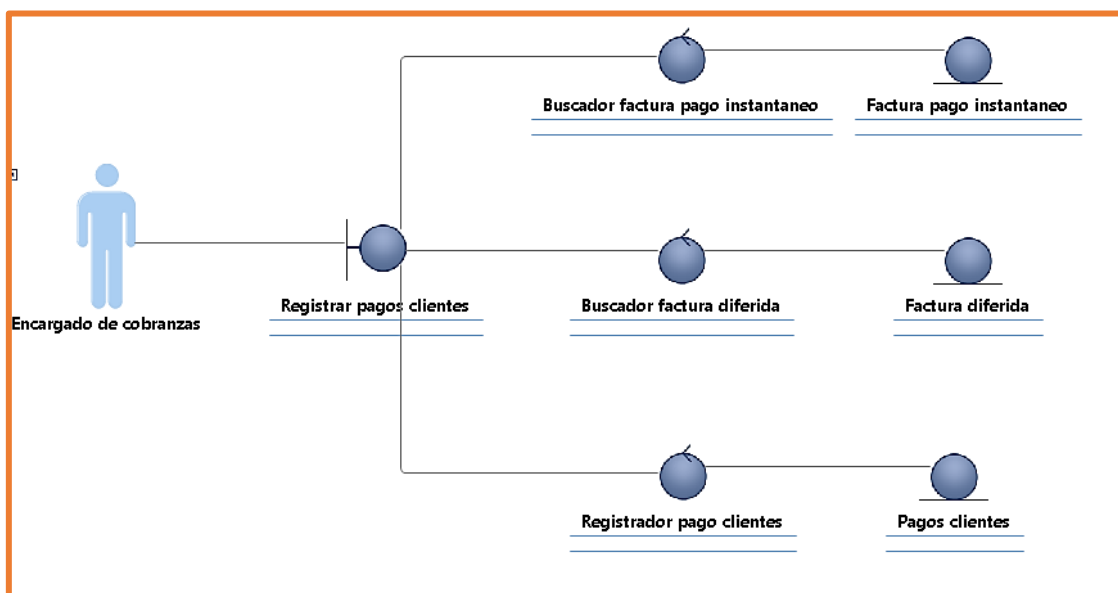 Buscador factura pago instantaneo
Factura pago instantaneo
Encargado de cobranzas
Registrar pagos clientes
Buscador factura diferida
Factura diferida
Registrador pago clientes
Pagos clientes